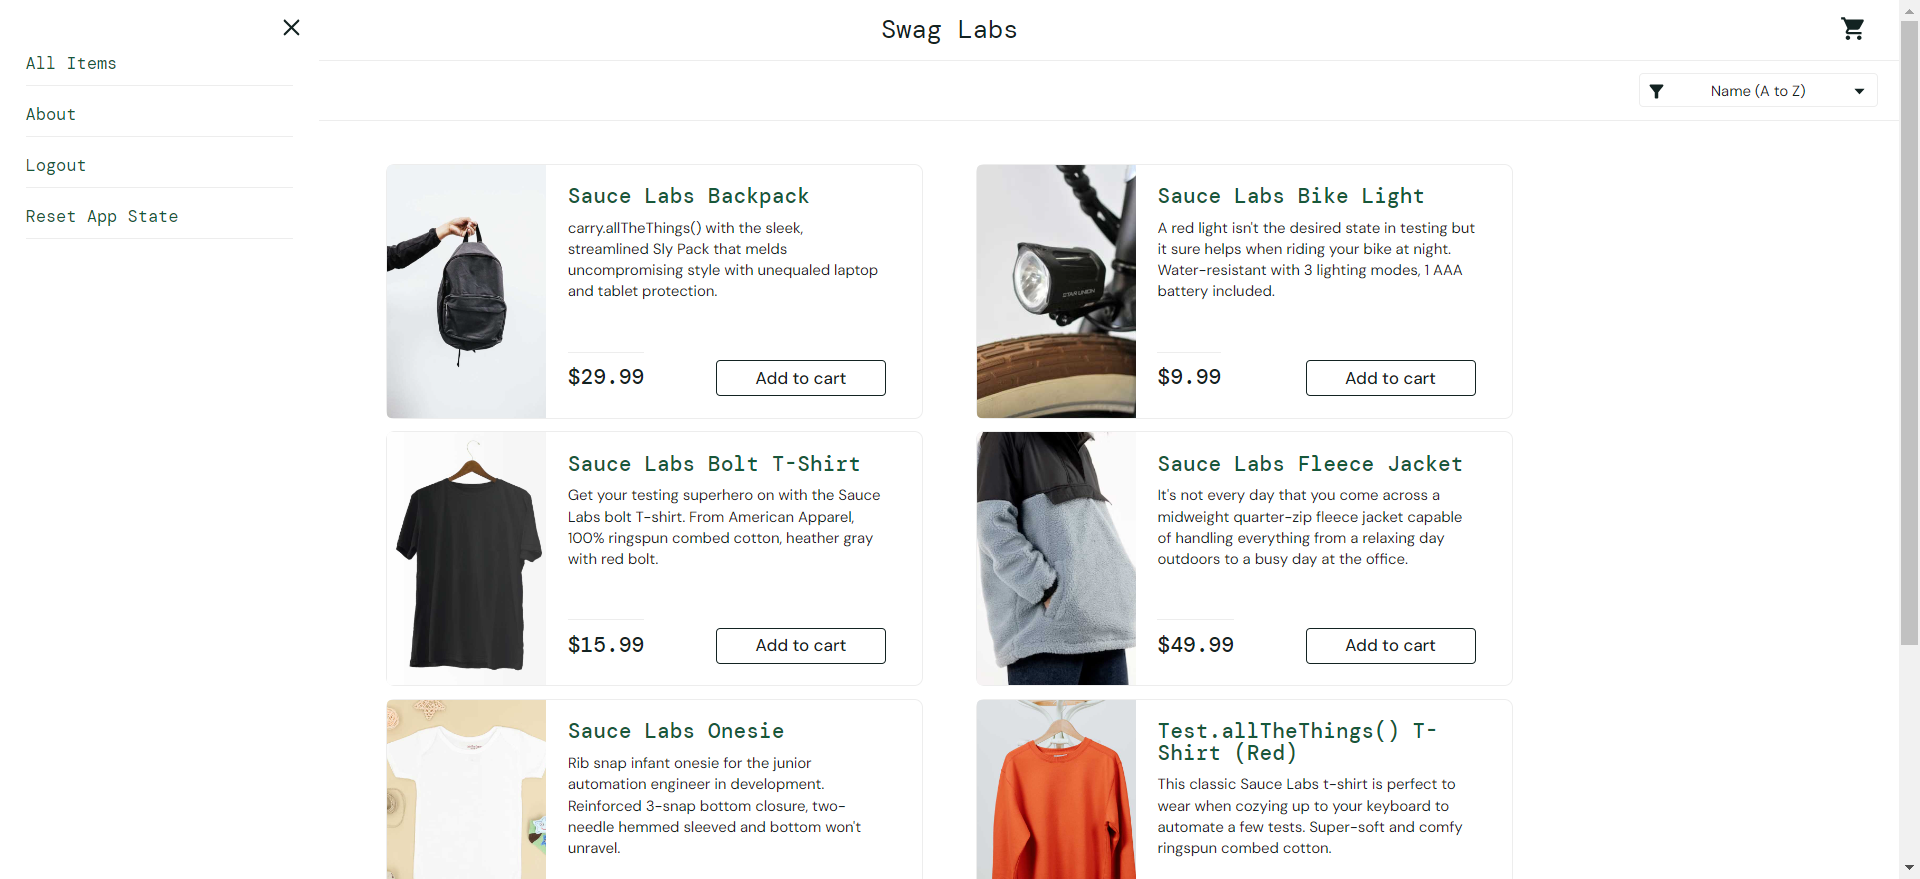 Swag Labs
All Items
About
Logout
Reset App State
Name (A to Z)
Sauce Labs Backpack
carry.allTheThings() with the sleek,
streamlined Sly Pack that melds
uncompromising style with unequaled laptop
and tablet protection.
$29.99
Add to cart
Sauce Labs Bike Light
A red light isn't the desired state in testing but
it sure helps when riding your bike at night.
Water-resistant with 3 lighting modes, 1 AAA
battery included.
STAR UNION
$9.99
Add to cart
Sauce Labs Bolt T-Shirt
Get your testing superhero on with the Sauce
Labs bolt T-shirt. From American Apparel,
100% ringspun combed cotton, heather gray
with red bolt.
$15.99
Add to cart
Sauce Labs Fleece Jacket
It's not every day that you come across a
midweight quarter-zip fleece jacket capable
of handling everything from a relaxing day
outdoors to a busy day at the office.
$49.99
Add to cart
Sauce Labs Onesie
Rib snap infant onesie for the junior
automation engineer in development.
Reinforced 3-snap bottom closure, two-
needle hemmed sleeved and bottom won't
unravel.
Test.allTheThings() T-
Shirt (Red)
This classic Sauce Labs t-shirt is perfect to
wear when cozying up to your keyboard to
automate a few tests. Super-soft and comfy
ringspun combed cotton.